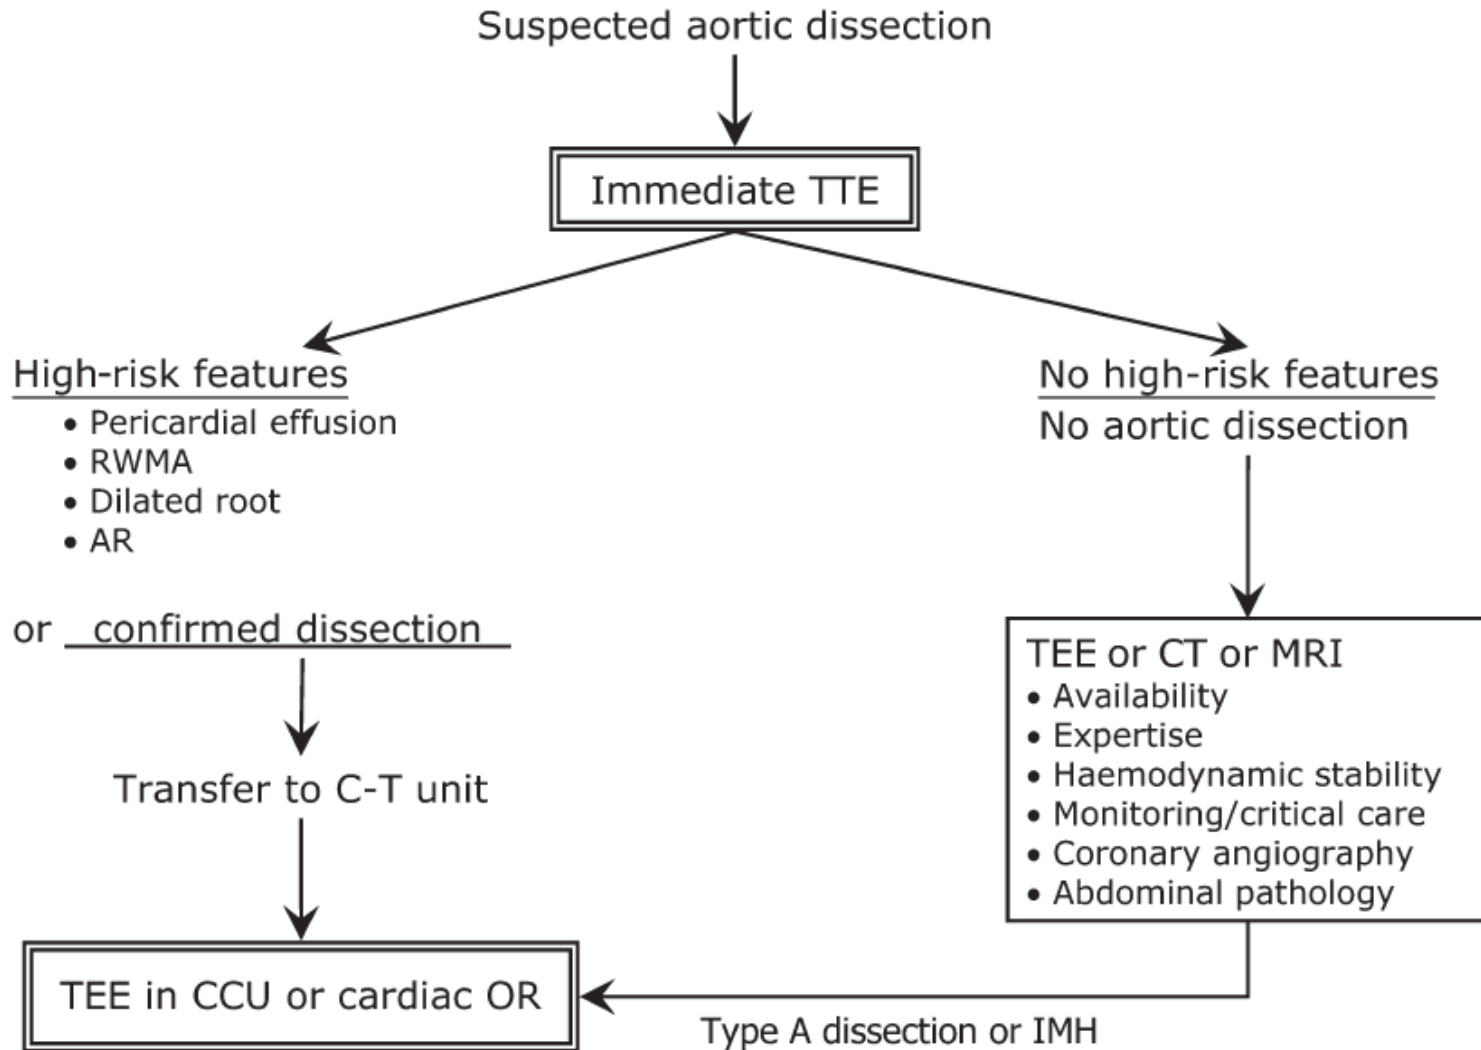 Suspected aortic dissection
Immediate TTE
High-risk features
• Pericardial effusion
• RWMA
• Dilated root
• AR
or confirmed dissection
Transfer to C-T unit
TEE in CCU or cardiac OR
No high-risk features
No aortic dissection
TEE or CT or MRI
• Availability
• Expertise
• Haemodynamic stability
• Monitoring/critical care
• Coronary angiography
• Abdominal pathology
Type A dissection or IMH